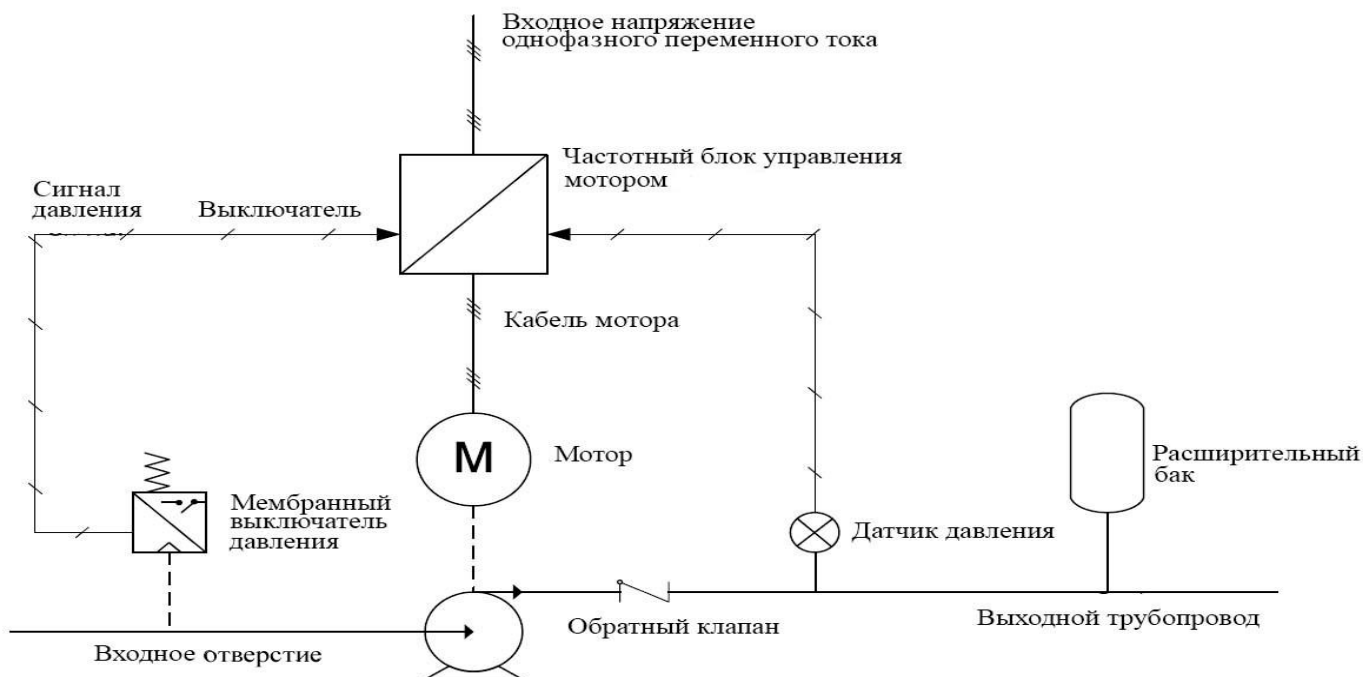 Входное напряжение
однофазного переменного тока
Частотный блок управления
мотором
Сигнал
давления
Выключатель
Кабель мотора
M
Мотор
Мембранный
выключатель
давления
Расширительный
бак
Датчик давления
Обратный клапан
Выходной трубопровод
Входное отверстие